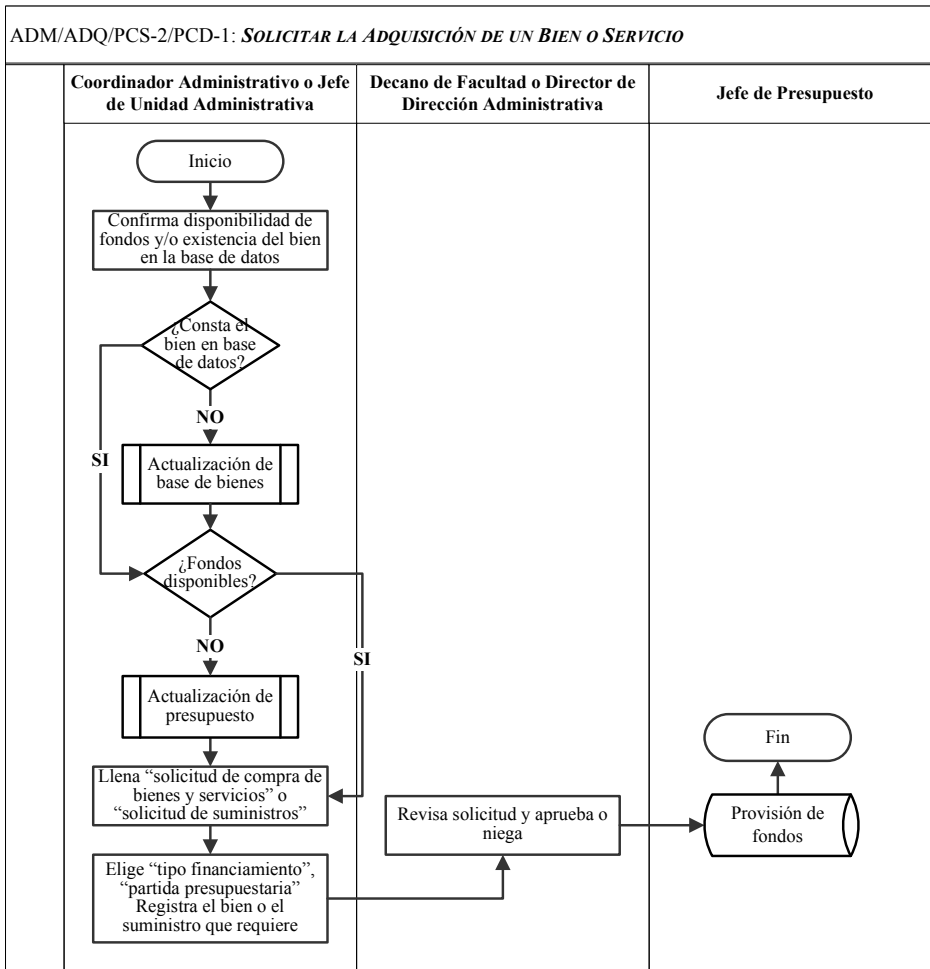 ADM/ADQ/PCS-2/PCD-1: SOLICITAR LA ADQUISICIÓN DE UN BIEN O SERVICIO
Coordinador Administrativo o Jefe
de Unidad Administrativa
Decano de Facultad o Director de
Dirección Administrativa
Jefe de Presupuesto
Inicio
Confirma disponibilidad de
fondos y/o existencia del bien
en la base de datos
¿Consta el
bien en base
de datos?
NO
SI
Actualización de
base de bienes
¿Fondos
disponibles?
NO
SI
Actualización de
presupuesto
Llena “solicitud de compra de
bienes y servicios” o
“solicitud de suministros”
Elige “tipo financiamiento”,
“partida presupuestaria”
Registra el bien o el
suministro que requiere
Revisa solicitud y aprueba o
niega
Provisión de
fondos
Fin